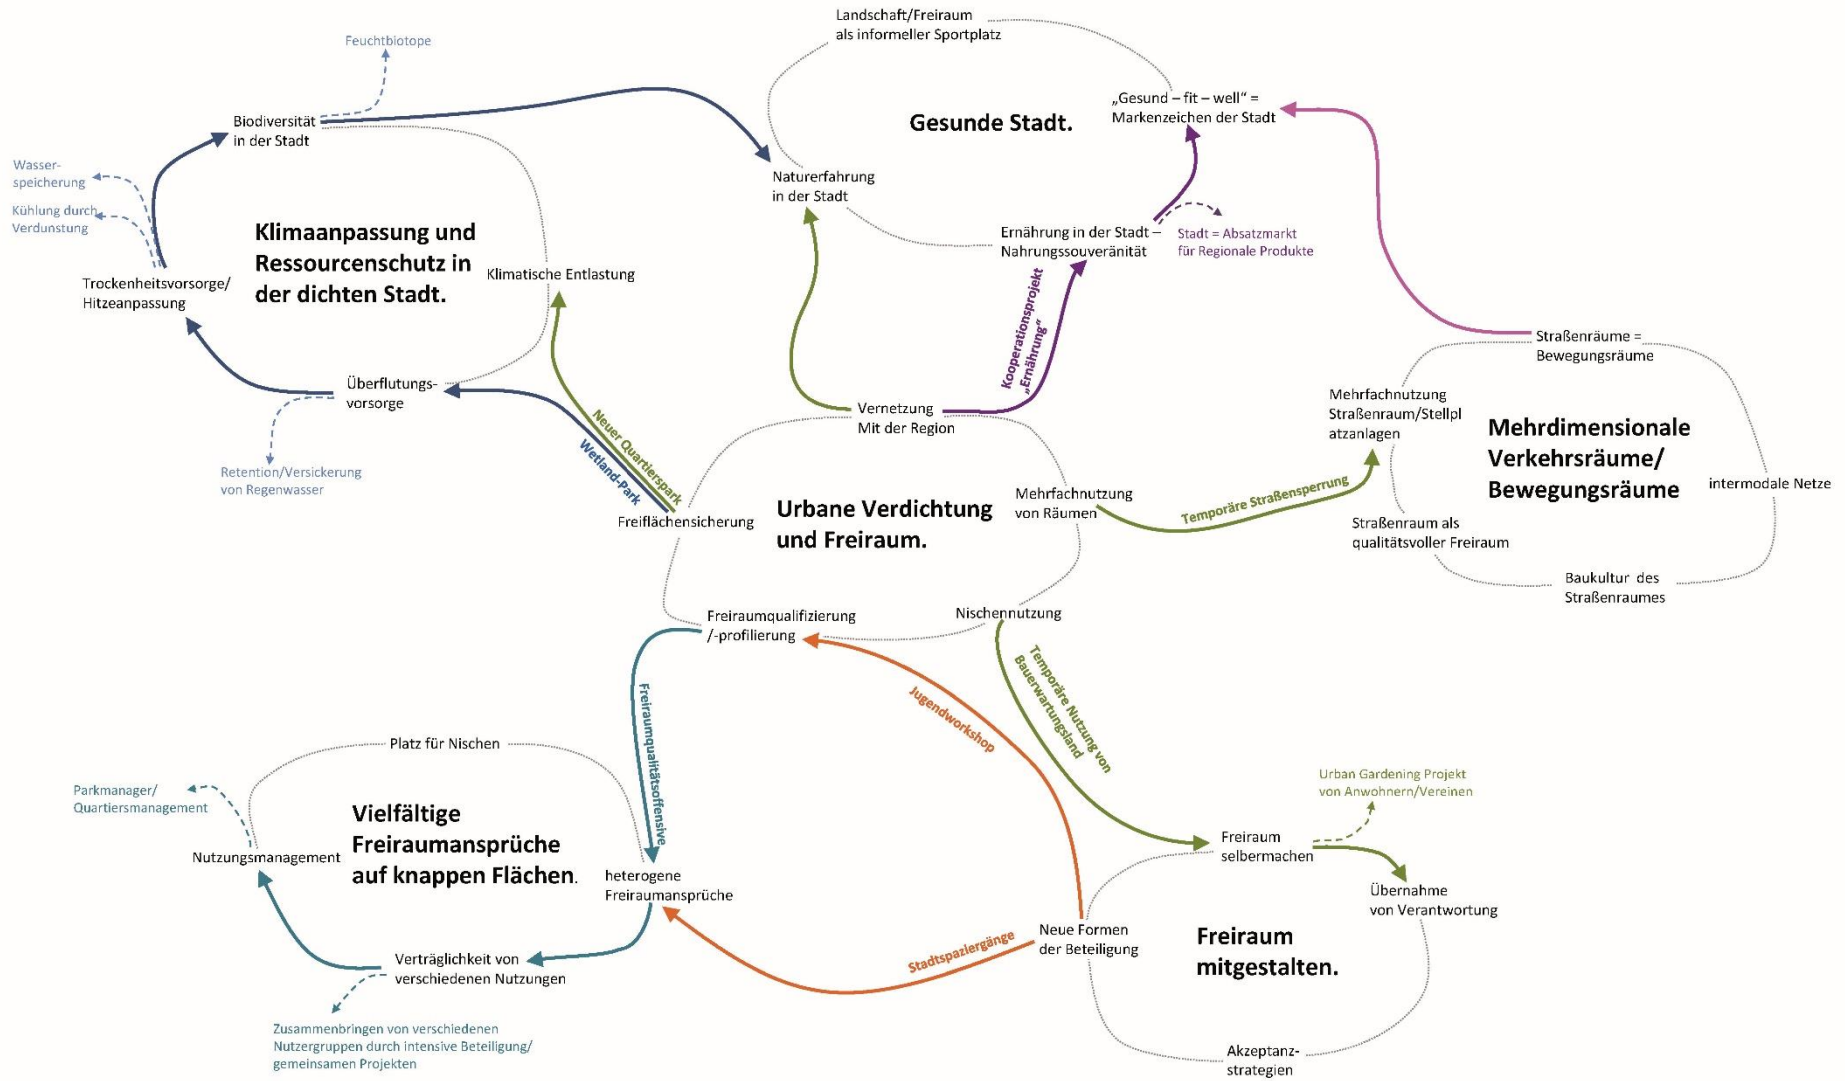 Landschaft/Freiraum
als informeller Sportplatz
Feuchtbiotope
„Gesund – fit – well“ =
Markenzeichen der Stadt
Gesunde Stadt.
Biodiversität
in der Stadt
Wasser-
speicherung
Kühlung durch
Verdunstung
Naturerfahrung
in der Stadt
Klimaanpassung und
Ressourcenschutz in
der dichten Stadt.
Klimatische Entlastung
Ernährung in der Stadt –
Nahrungssouveränität
Stadt = Absatzmarkt
für Regionale Produkte
Trockenheitsvorsorge/
Hitzeanpassung
Kooperationsprojekt
„Ernährung“
Straßenräume =
Bewegungsräume
Überflutungs-
vorsorge
Neuer Quartierspark
Wetland-Park
Vernetzung
Mit der Region
Mehrfachnutzung
Straßenraum/Stellpl
atzanlagen
Mehrdimensionale
Verkehrsräume/
Bewegungsräume
Retention/Versickerung
von Regenwasser
intermodale Netze
Freiflächensicherung
Urbane Verdichtung
und Freiraum.
Mehrfachnutzung
von Räumen
Temporäre Straßensperrung
Straßenraum als
qualitätsvoller Freiraum
Baukultur des
Straßenraumes
Freiraumqualifizierung
/-profilierung
Nischennutzung
Temporäre Nutzung von
Bauerwartungsland
Jugendworkshop
Freiraumqualitätsoffensive
Platz für Nischen
Parkmanager/
Quartiersmanagement
Vielfältige
Freiraumansprüche
auf knappen Flächen.
Nutzungsmanagement
heterogene
Freiraumansprüche
Urban Gardening Projekt
von Anwohnern/Vereinen
Freiraum
selbermachen
Übernahme
von Verantwortung
Neue Formen
der Beteiligung
Stadtspaziergänge
Freiraum
mitgestalten.
Verträglichkeit von
verschiedenen Nutzungen
Zusammenbringen von verschiedenen
Nutzergruppen durch intensive Beteiligung/
gemeinsamen Projekten
Akzeptanz-
strategien